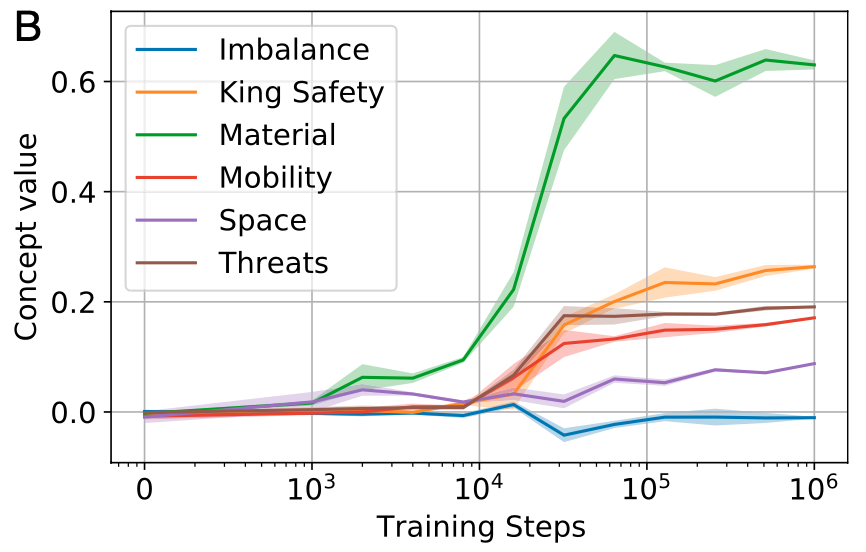 B
Imbalance
King Safety
Material
Mobility
Space
Threats
Concept value
0.6
0.4
0.2
0.0
0 10³ 10⁴ 10⁵ 10⁶
Training Steps